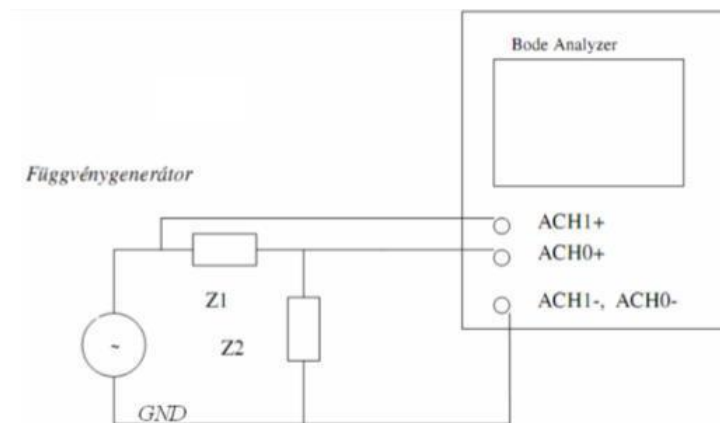 Bode Analyzer
Függvénygenerátor
ACH1+
ACH0+
Z1
ACH1-, ACH0-
~
Z2
GND